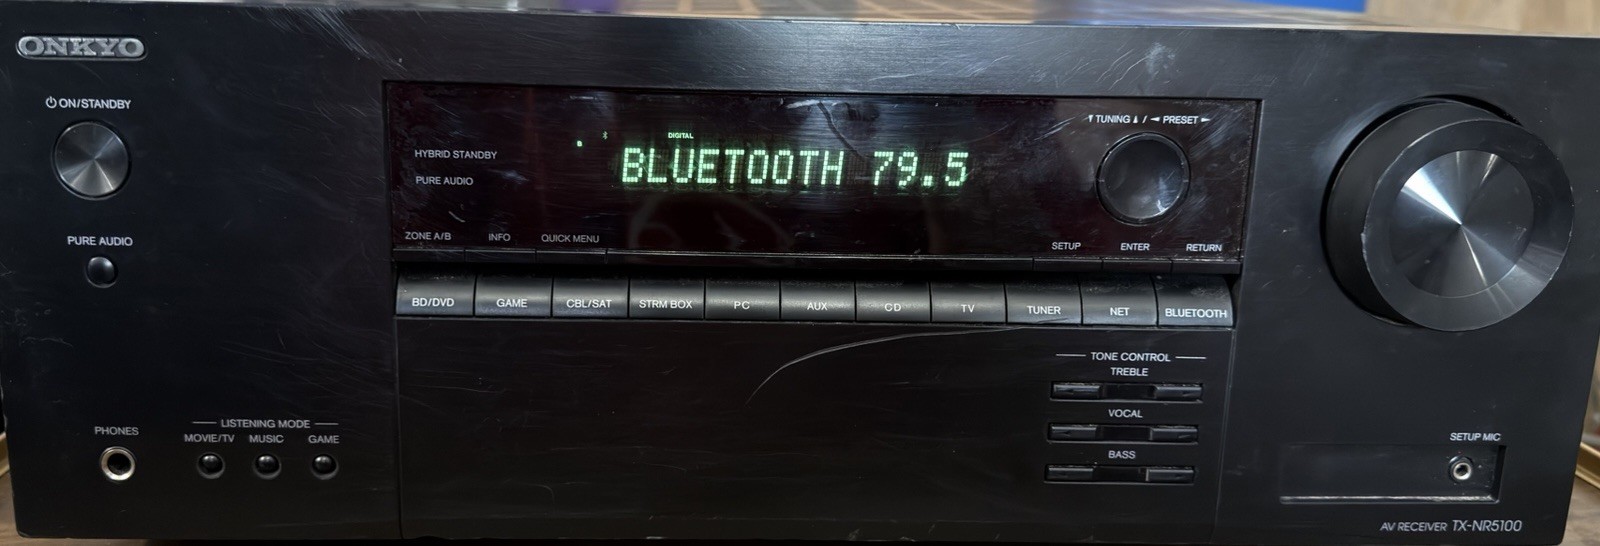 ONKYO
ON/STANDBY
PURE AUDIO
PHONES
LISTENING MODE
MOVIE/TV MUSIC GAME
HYBRID STANDBY
PURE AUDIO
DIGITAL
B
BLUETOOTH 79.5
TUNING / PRESET
ZONE A/B INFO QUICK MENU
SETUP ENTER RETURN
BD/DVD GAME CBL/SAT STRM BOX PC AUX CD TV TUNER NET BLUETOOTH
TONE CONTROL
TREBLE
VOCAL
BASS
SETUP MIC
AV RECEIVER TX-NR5100